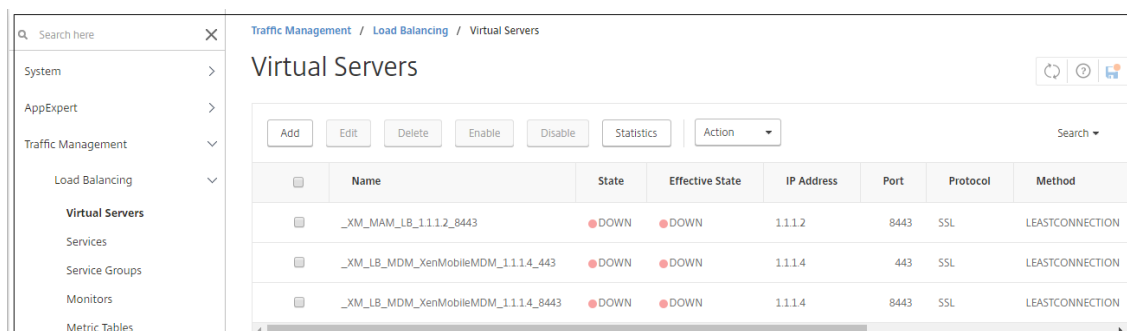 Search here
System
AppExpert
Traffic Management
Load Balancing
Virtual Servers
Services
Service Groups
Monitors
Metric Tables
Traffic Management / Load Balancing / Virtual Servers
Virtual Servers
Add Edit Delete Enable Disable Statistics Action Search
Name State Effective State IP Address Port Protocol Method
_XM_MAM_LB_1.1.1.2_8443 DOWN DOWN 1.1.1.2 8443 SSL LEASTCONNECTION
_XM_LB_MDM_XenMobileMDM_1.1.1.4_443 DOWN DOWN 1.1.1.4 443 SSL LEASTCONNECTION
_XM_LB_MDM_XenMobileMDM_1.1.1.4_8443 DOWN DOWN 1.1.1.4 8443 SSL LEASTCONNECTION